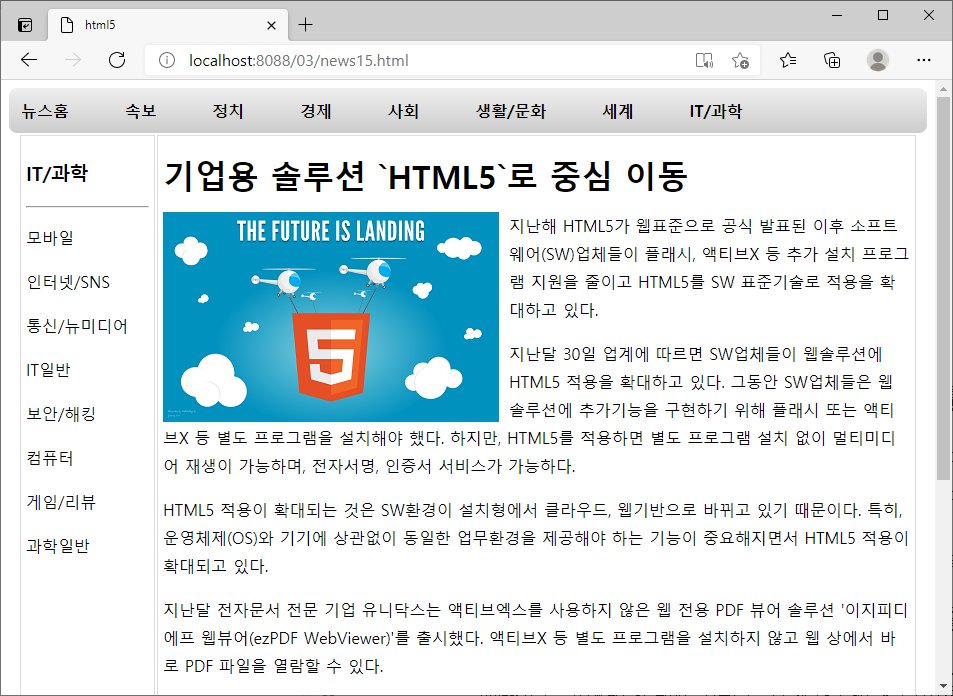 html5
localhost:8088/03/news15.html
뉴스홈 속보 정치 경제 사회 생활/문화 세계 IT/과학
IT/과학
모바일
인터넷/SNS
통신/뉴미디어
IT일반
보안/해킹
컴퓨터
게임/리뷰
과학일반
기업용 솔루션 `HTML5`로 중심 이동
THE FUTURE IS LANDING
5
지난해 HTML5가 웹표준으로 공식 발표된 이후 소프트
웨어(SW)업체들이 플래시, 액티브X 등 추가 설치 프로그
램 지원을 줄이고 HTML5를 SW 표준기술로 적용을 확
대하고 있다.
지난달 30일 업계에 따르면 SW업체들이 웹솔루션에
HTML5 적용을 확대하고 있다. 그동안 SW업체들은 웹
솔루션에 추가기능을 구현하기 위해 플래시 또는 액티
브X 등 별도 프로그램을 설치해야 했다. 하지만, HTML5를 적용하면 별도 프로그램 설치 없이 멀티미디
어 재생이 가능하며, 전자서명, 인증서 서비스가 가능하다.
HTML5 적용이 확대되는 것은 SW환경이 설치형에서 클라우드, 웹기반으로 바뀌고 있기 때문이다. 특히,
운영체제(OS)와 기기에 상관없이 동일한 업무환경을 제공해야 하는 기능이 중요해지면서 HTML5 적용이
확대되고 있다.
지난달 전자문서 전문 기업 유니닥스는 액티브엑스를 사용하지 않은 웹 전용 PDF 뷰어 솔루션 '이지피디
에프 웹뷰어(ezPDF WebViewer)'를 출시했다. 액티브X 등 별도 프로그램을 설치하지 않고 웹 상에서 바
로 PDF 파일을 열람할 수 있다.